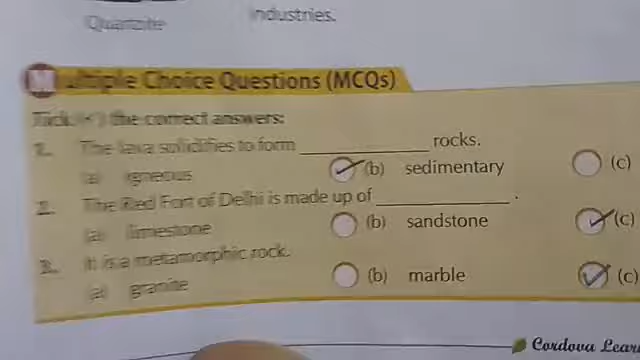 Quartzite
industries.
Multiple Choice Questions (MCQs)
Tick (✓) the correct answers:
1. The lava solidifies to form ____________ rocks.
(a) igneous (b) sedimentary (c)
2. The Red Fort of Delhi is made up of ____________ .
(a) limestone (b) sandstone (c)
3. It is a metamorphic rock.
(a) granite (b) marble (c)
Cordova Lear